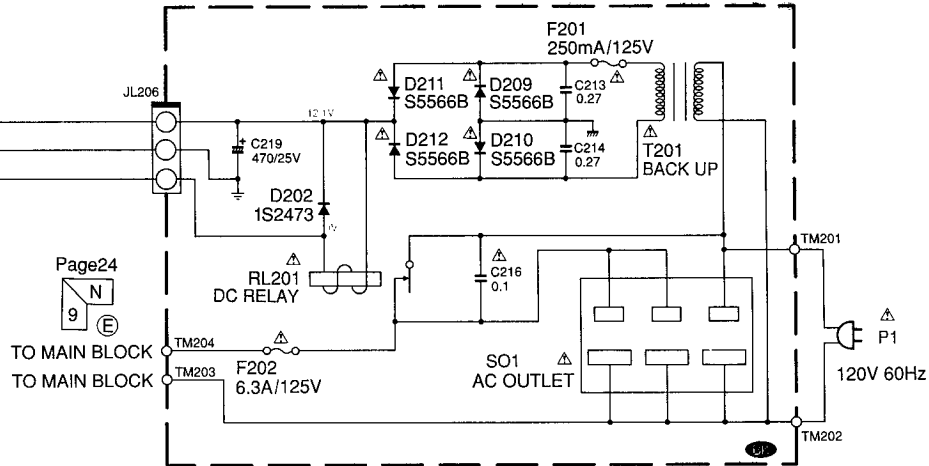 F201
250mA/125V
JL206
D211
S5566B
D209
S5566B
C213
0.27
12.1V
D212
S5566B
D210
S5566B
C214
0.27
C219
470/25V
T201
BACK UP
D202
1S2473
TM201
Page24
N
9
E
RL201
DC RELAY
C216
0.1
P1
120V 60Hz
TO MAIN BLOCK
TM204
F202
6.3A/125V
TO MAIN BLOCK
TM203
SO1
AC OUTLET
TM202